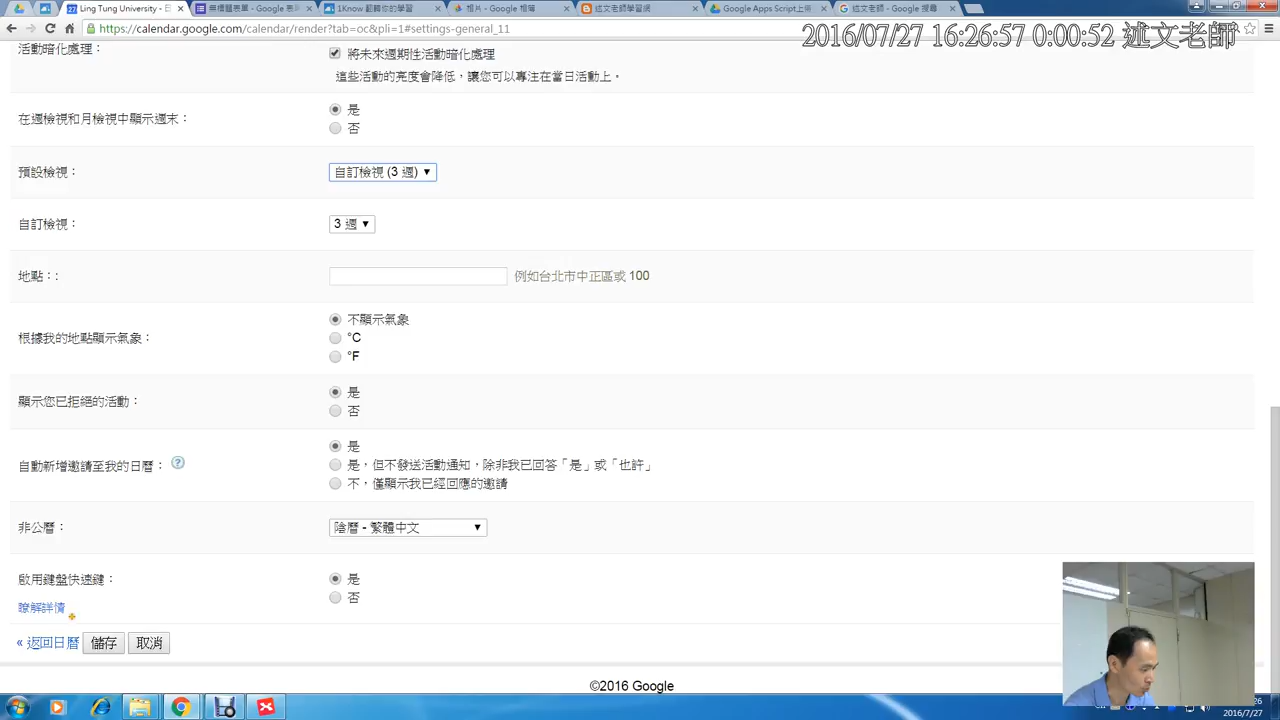 Ling Tung University - E
無標題表單 - Google 表
1Know 翻轉你的學習
相片 - Google 相簿
述文老師學習網
Google Apps Script上
述文老師 - Google 搜尋
https://calendar.google.com/calendar/render?tab=oc&pli=1#settings-general_11
2016/07/27 16:26:57 0:00:52 述文老師
活動暗化處理：
將未來週期性活動暗化處理
這些活動的亮度會降低，讓您可以專注在當日活動上。
在週檢視和月檢視中顯示週末：
是
否
預設檢視：
自訂檢視 (3 週)
自訂檢視：
3 週
地點：:
例如台北市中正區或 100
根據我的地點顯示氣象：
不顯示氣象
°C
°F
顯示您已拒絕的活動：
是
否
自動新增邀請至我的日曆：
是
是，但不發送活動通知，除非我已回答「是」或「也許」
不，僅顯示我已經回應的邀請
非公曆：
陰曆 - 繁體中文
啟用鍵盤快速鍵：
是
否
瞭解詳情
« 返回日曆
儲存
取消
©2016 Google
2016/7/27